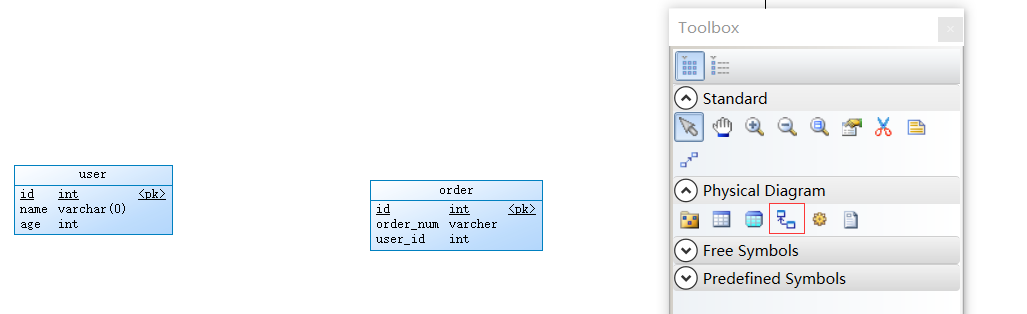 user
id int <pk>
name varchar(0)
age int
order
id int <pk>
order_num varcher
user_id int
Toolbox
Standard
Physical Diagram
Free Symbols
Predefined Symbols